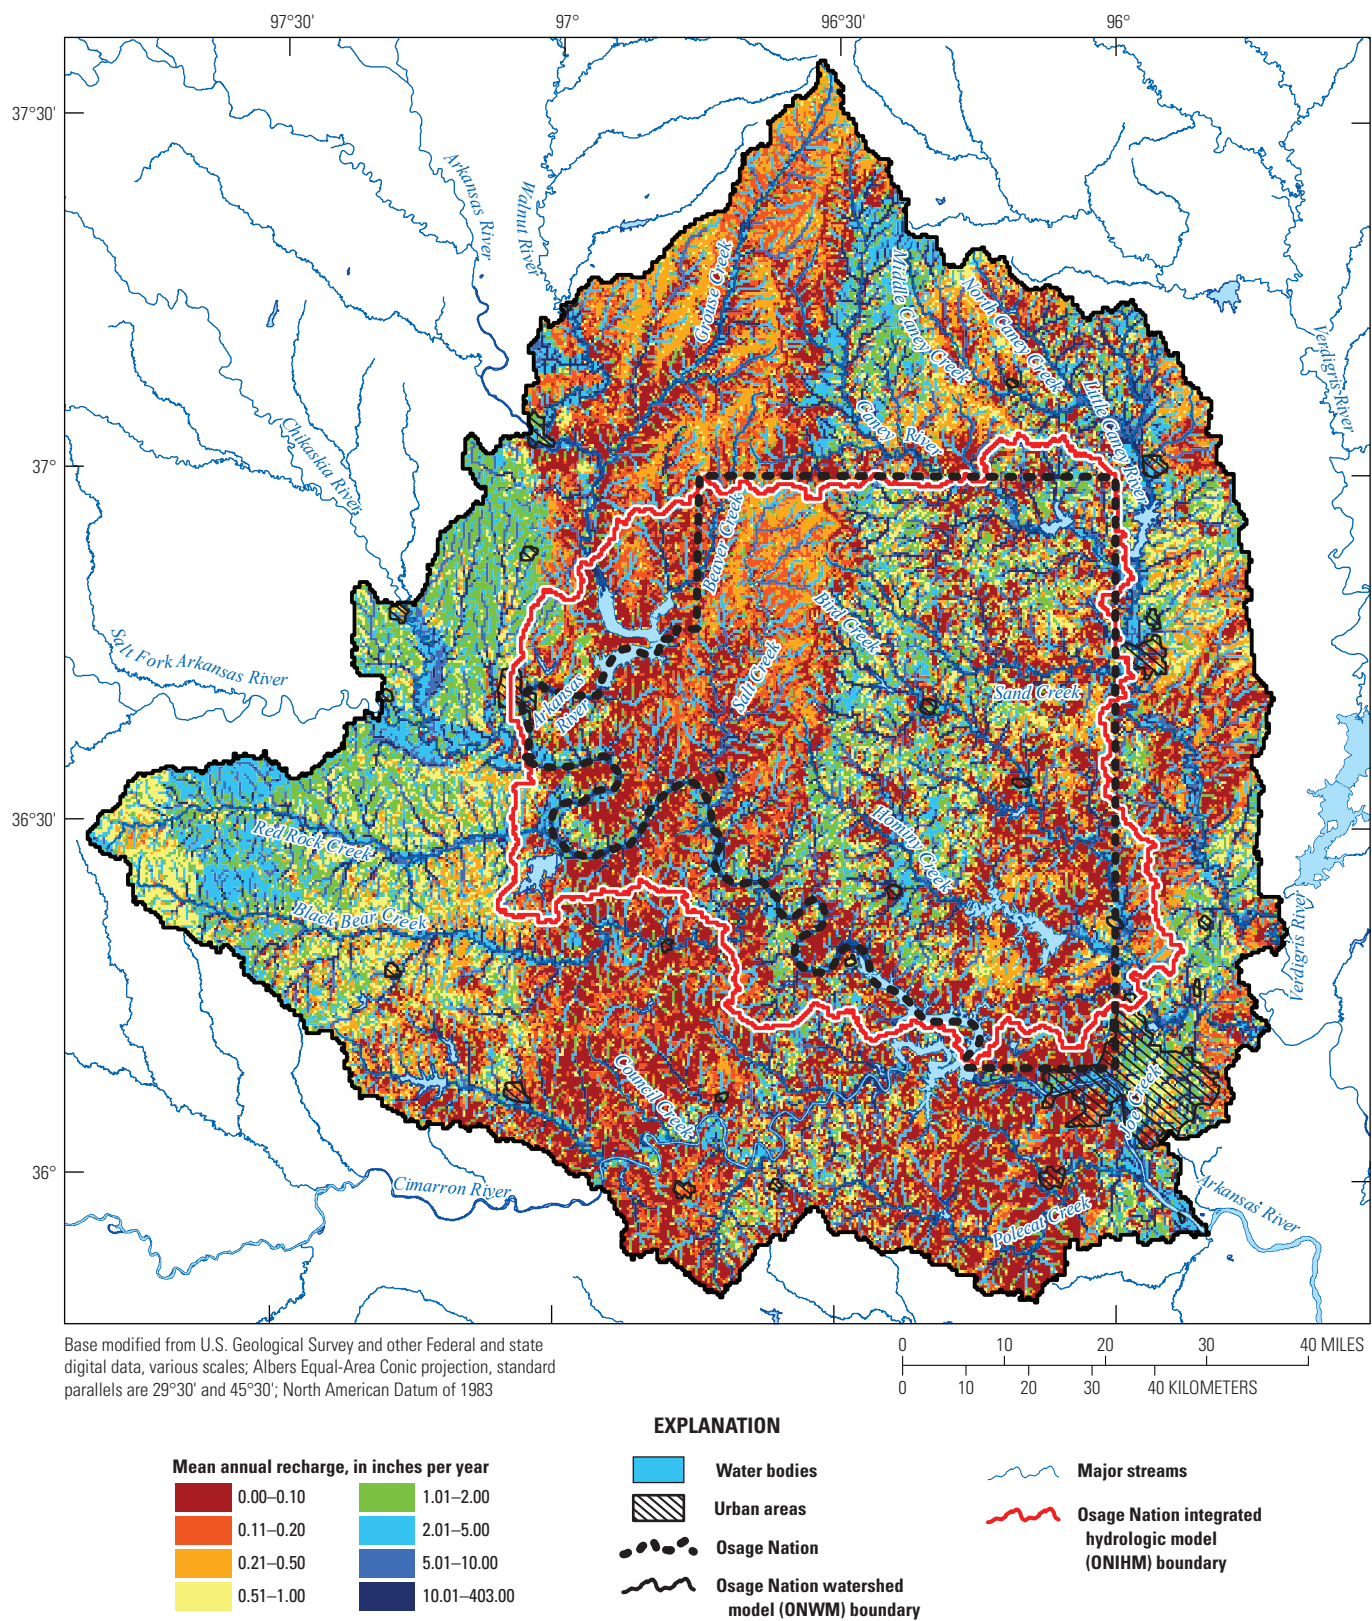 97°30'
97°
96°30'
96°
37°30'
37°
36°30'
36°
Arkansas River
Walnut River
Grouse Creek
Middle Caney Creek
North Caney Creek
Little Caney River
Verdigris River
Caney River
Chikaskia River
Beaver Creek
Bird Creek
Salt Fork Arkansas River
Arkansas
River
Salt Creek
Sand Creek
Red Rock Creek
Hominy Creek
Black Bear Creek
Verdigris River
Council Creek
Joe Creek
Cimarron River
Polecat Creek
Arkansas River
Base modified from U.S. Geological Survey and other Federal and state
digital data, various scales; Albers Equal-Area Conic projection, standard
parallels are 29°30' and 45°30'; North American Datum of 1983
0 10 20 30 40 MILES
0 10 20 30 40 KILOMETERS
EXPLANATION
Mean annual recharge, in inches per year
0.00–0.10
0.11–0.20
0.21–0.50
0.51–1.00
1.01–2.00
2.01–5.00
5.01–10.00
10.01–403.00
Water bodies
Urban areas
Osage Nation
Osage Nation watershed
model (ONWM) boundary
Major streams
Osage Nation integrated
hydrologic model
(ONIHM) boundary